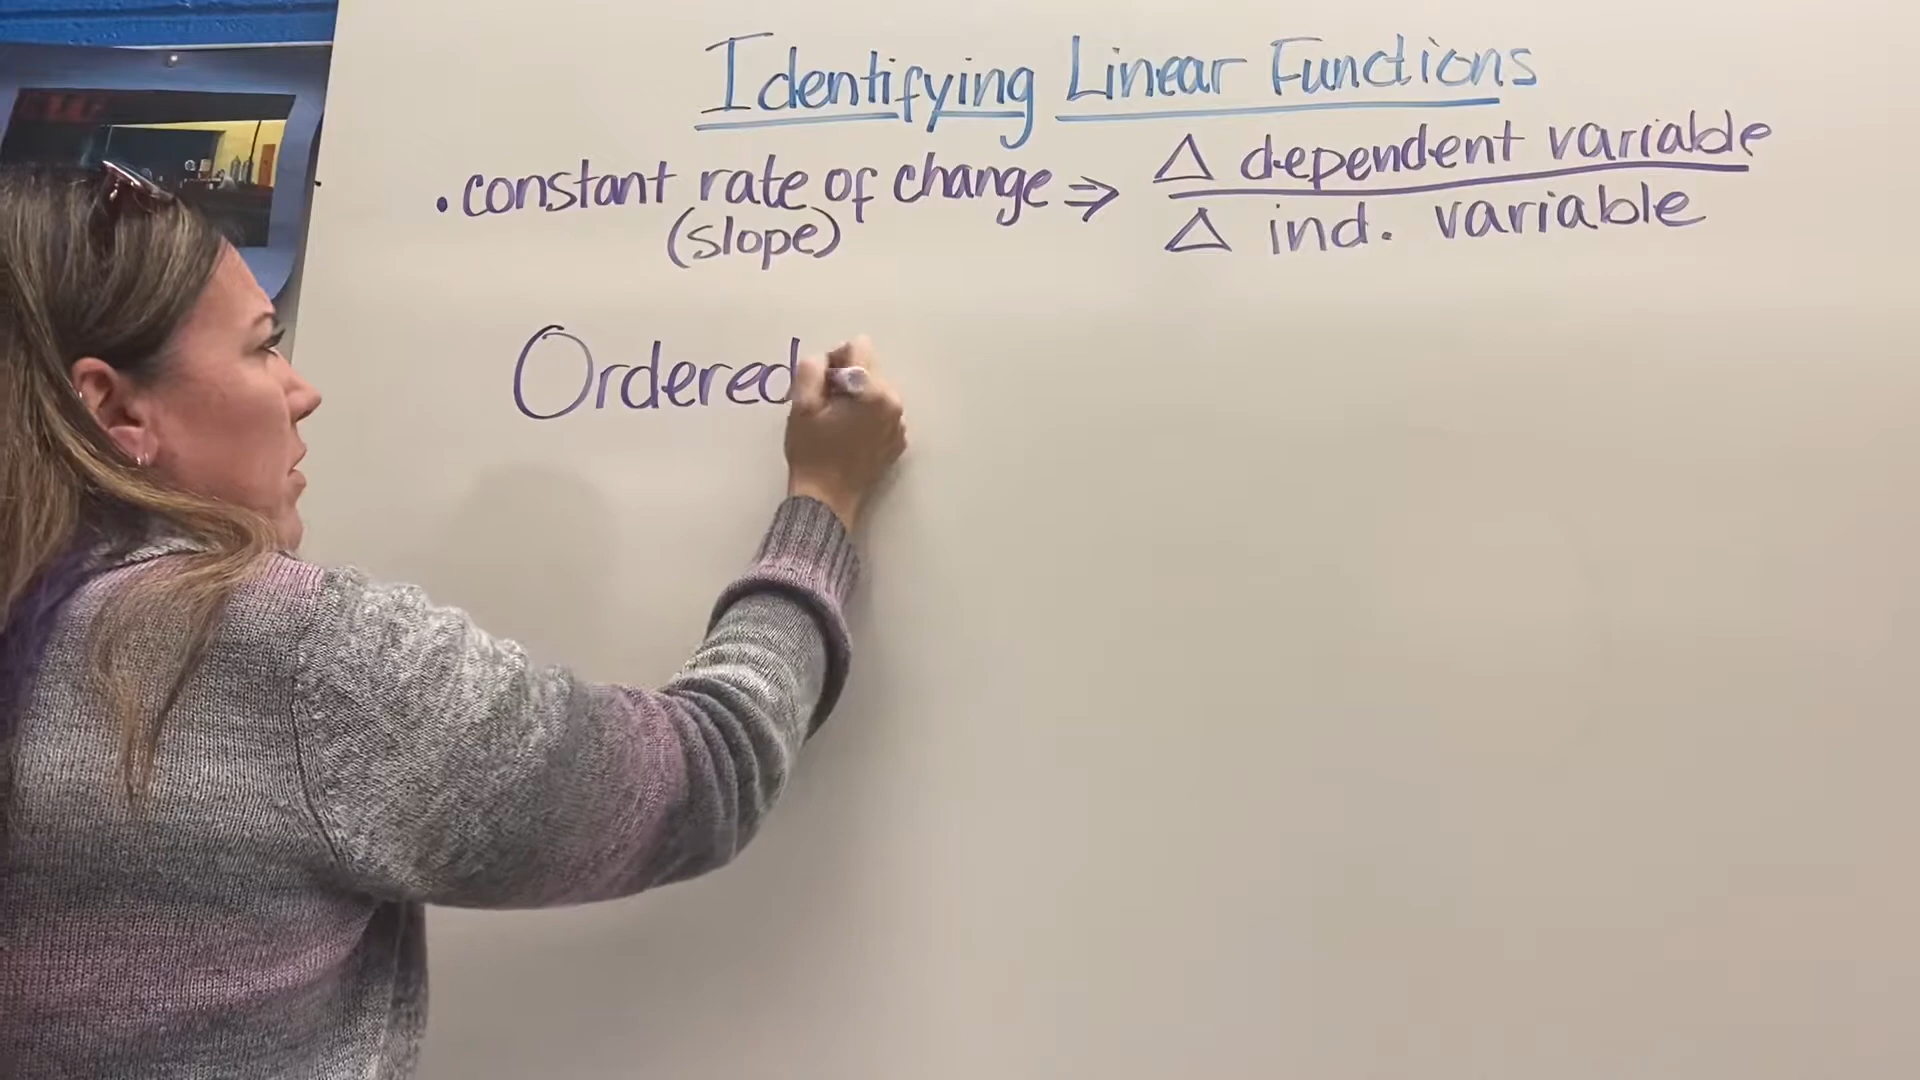 Identifying Linear Functions
• constant rate of change ⇒ Δ dependent variable
(slope) Δ ind. variable
Ordered